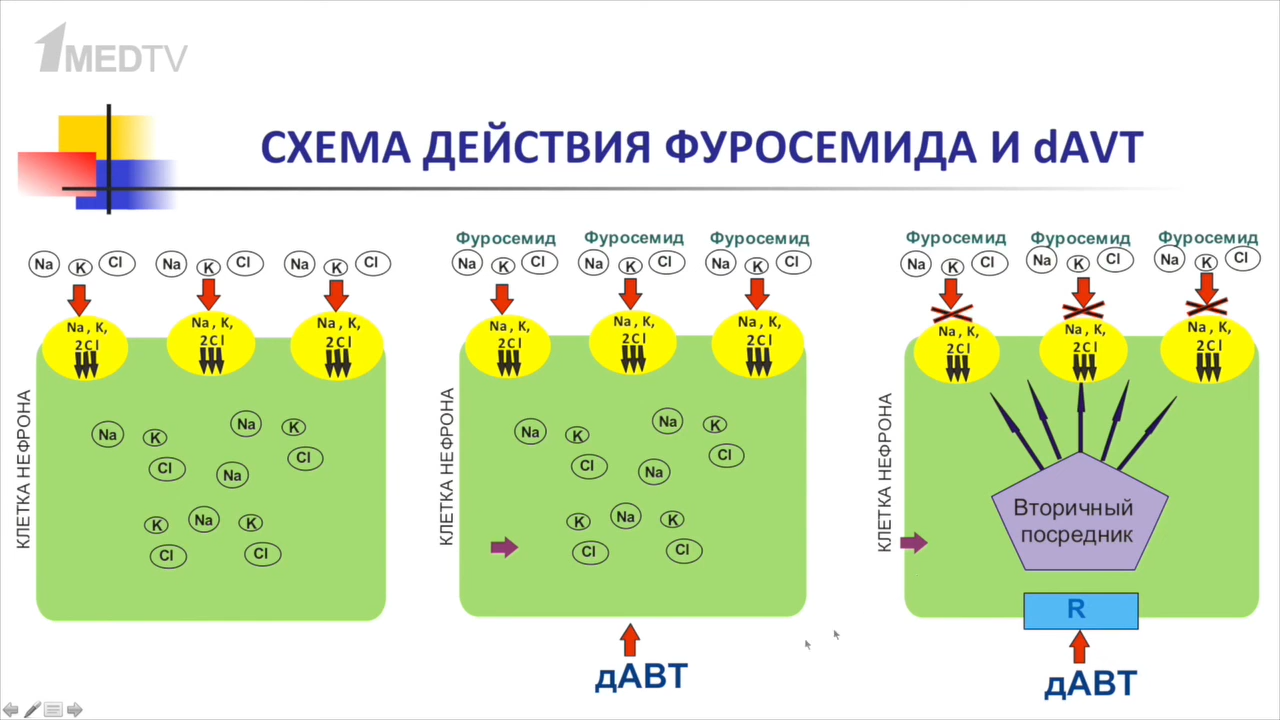 1MEDTV
СХЕМА ДЕЙСТВИЯ ФУРОСЕМИДА И dAVT
Na K Cl Na K Cl Na K Cl
Na , K, 2Cl
Na , K, 2Cl
Na , K, 2Cl
КЛЕТКА НЕФРОНА
Na K Cl Na K Cl
Na
K Na K
Cl Cl
Фуросемид Фуросемид Фуросемид
Na K Cl Na K Cl Na K Cl
Na , K, 2Cl
Na , K, 2Cl
Na , K, 2Cl
КЛЕТКА НЕФРОНА
Na K Cl Na K Cl
Na
K Na K
Cl Cl
дАВТ
Фуросемид Фуросемид Фуросемид
Na K Cl Na K Cl Na K Cl
Na , K, 2Cl
Na , K, 2Cl
Na , K, 2Cl
КЛЕТКА НЕФРОНА
Вторичный
посредник
R
дАВТ